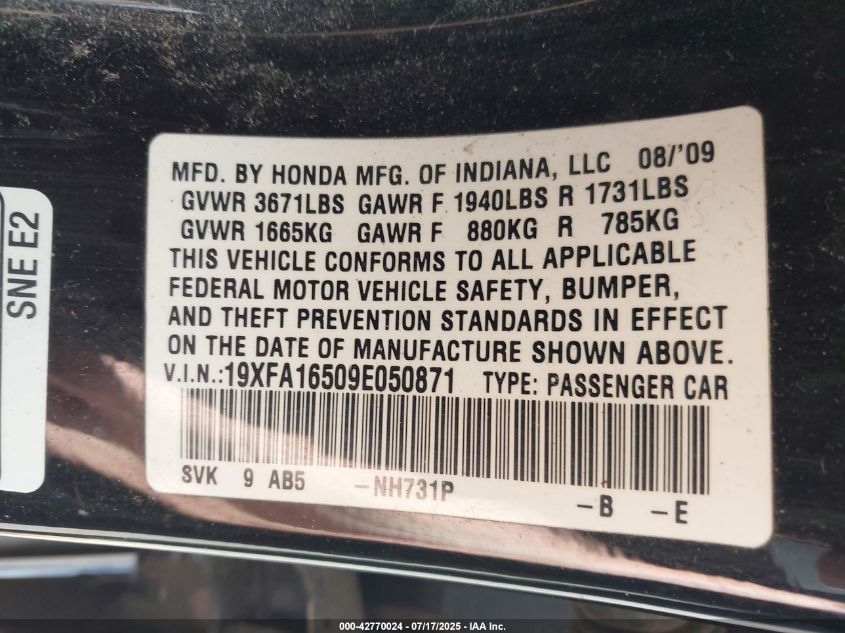 MFD. BY HONDA MFG. OF INDIANA, LLC 08/'09
GVWR 3671LBS GAWR F 1940LBS R 1731LBS
GVWR 1665KG GAWR F 880KG R 785KG
THIS VEHICLE CONFORMS TO ALL APPLICABLE
FEDERAL MOTOR VEHICLE SAFETY, BUMPER,
AND THEFT PREVENTION STANDARDS IN EFFECT
ON THE DATE OF MANUFACTURE SHOWN ABOVE.
V.I.N.:19XFA16509E050871 TYPE: PASSENGER CAR
SVK 9 AB5 -NH731P -B -E
SNE E2
000-42770024 / 07/17/2025 - IAA Inc.